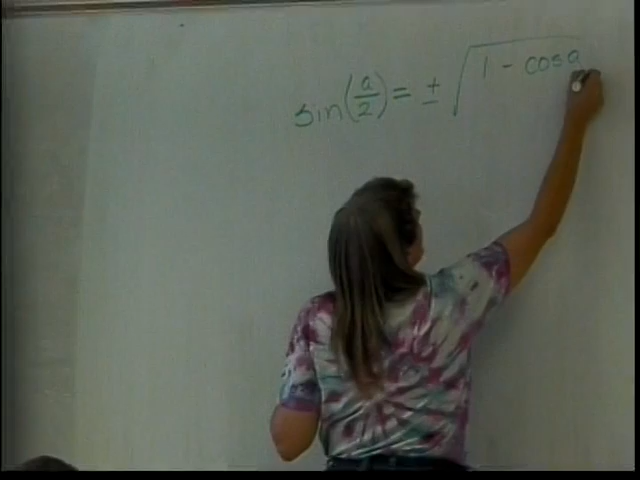 sin(a/2) = ± √1 - cos a